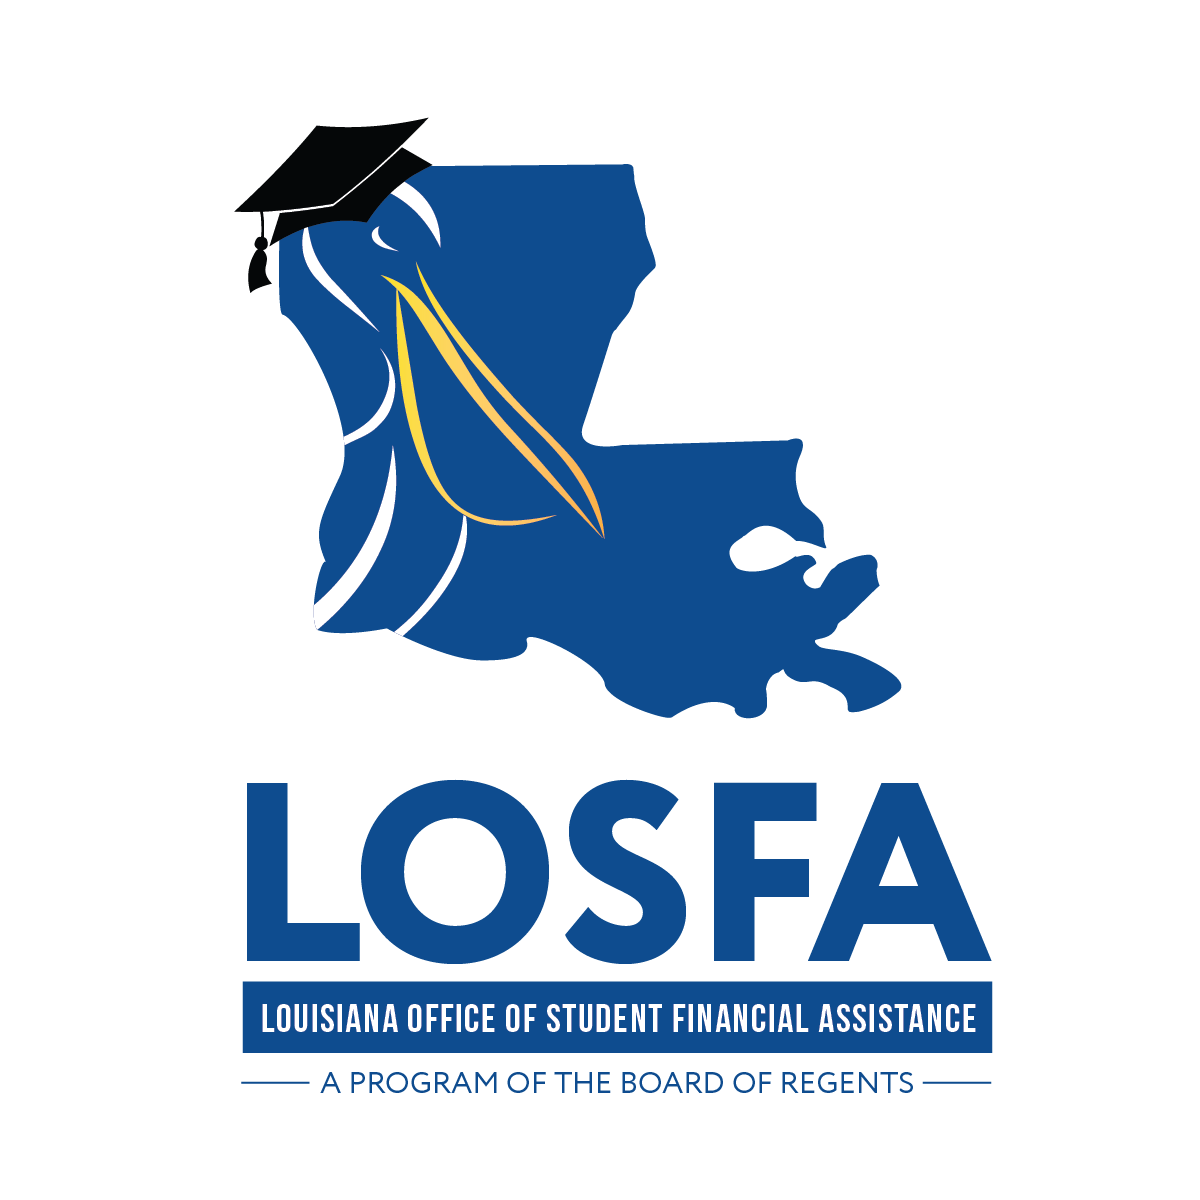 LOSFA
LOUISIANA OFFICE OF STUDENT FINANCIAL ASSISTANCE
A PROGRAM OF THE BOARD OF REGENTS